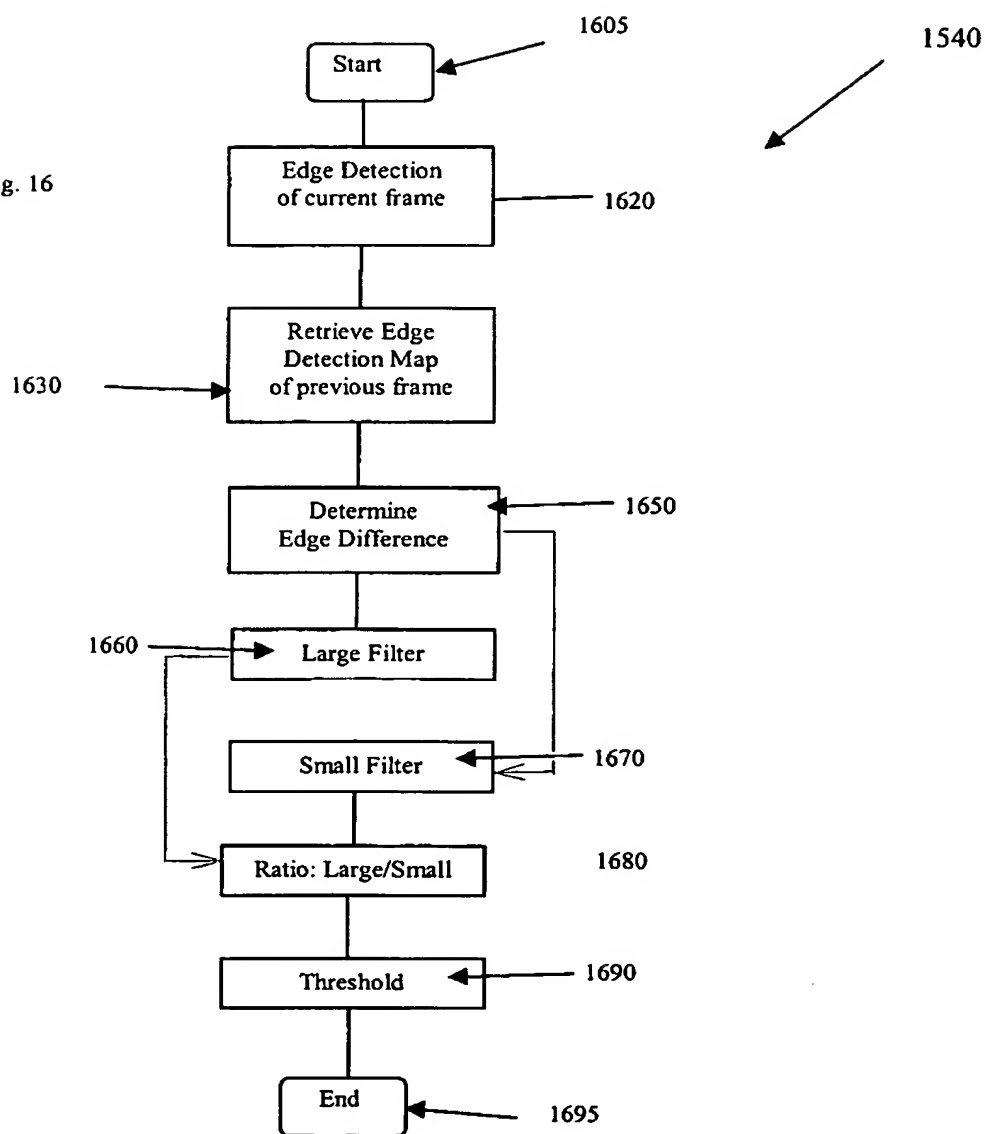 1605
1540
Start
g. 16
Edge Detection
of current frame
1620
Retrieve Edge
Detection Map
of previous frame
1630
Determine
Edge Difference
1650
1660
Large Filter
Small Filter
1670
Ratio: Large/Small
1680
Threshold
1690
End
1695